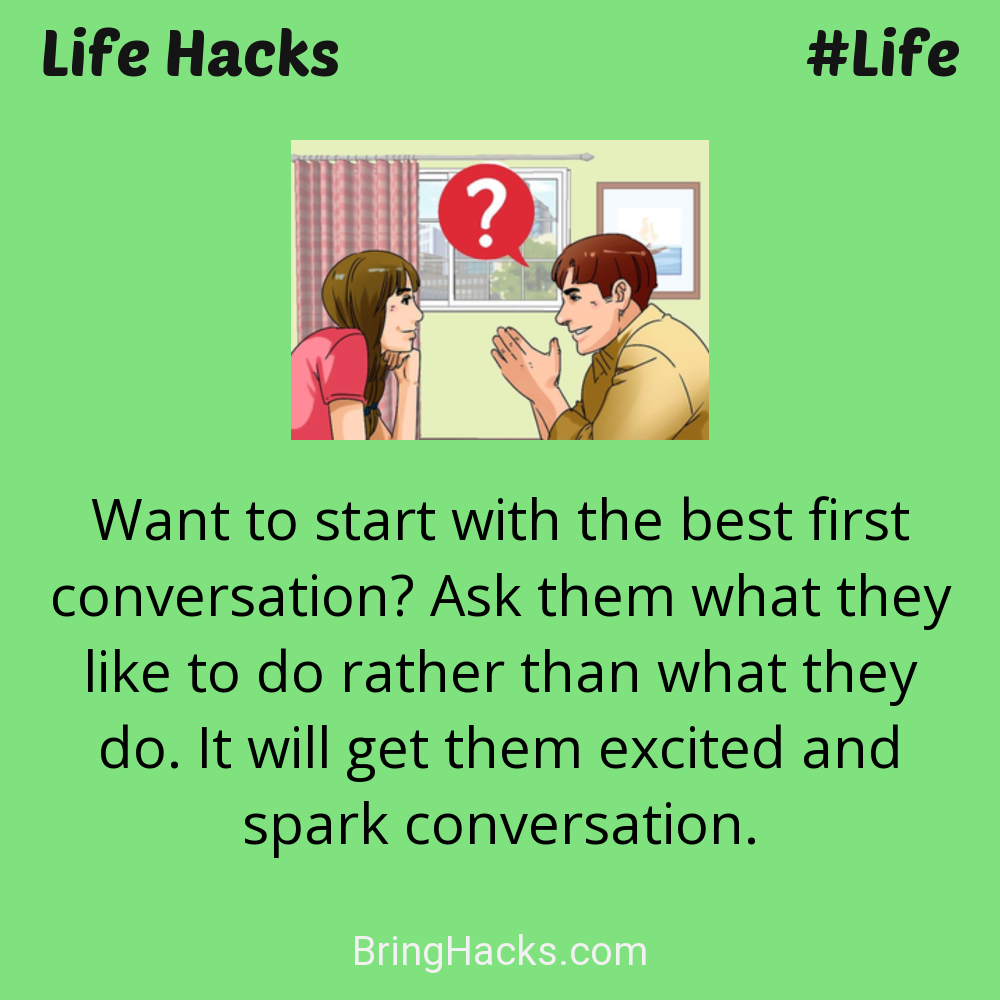 Life Hacks
#Life
?
Want to start with the best first
conversation? Ask them what they
like to do rather than what they
do. It will get them excited and
spark conversation.
BringHacks.com